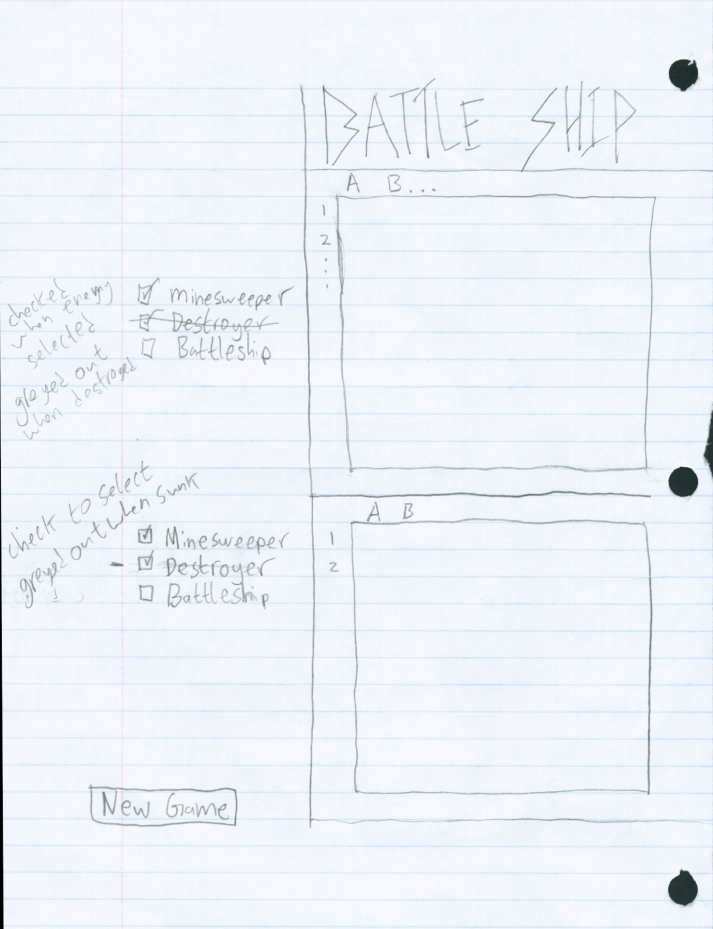 BATTLE SHIP
A B...
1
2
:
:
checked
when enemy
selected
greyed out
when destroyed
☑ minesweeper
☑ Destroyer
☐ Battleship
A B
1
2
check to select
greyed out when sunk
☑ Minesweeper
- ☑ Destroyer
☐ Battleship
New Game